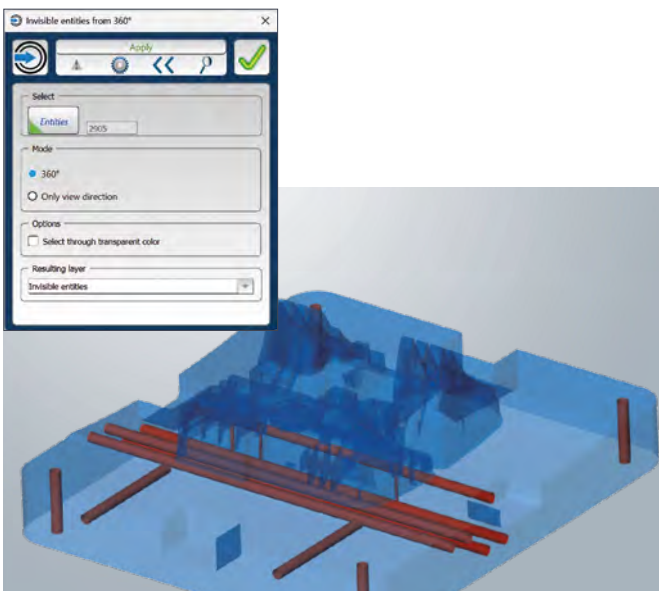 Invisible entities from 360°
Apply
Select
Entities
2905
Mode
360°
Only view direction
Options
Select through transparent color
Resulting layer
Invisible entities